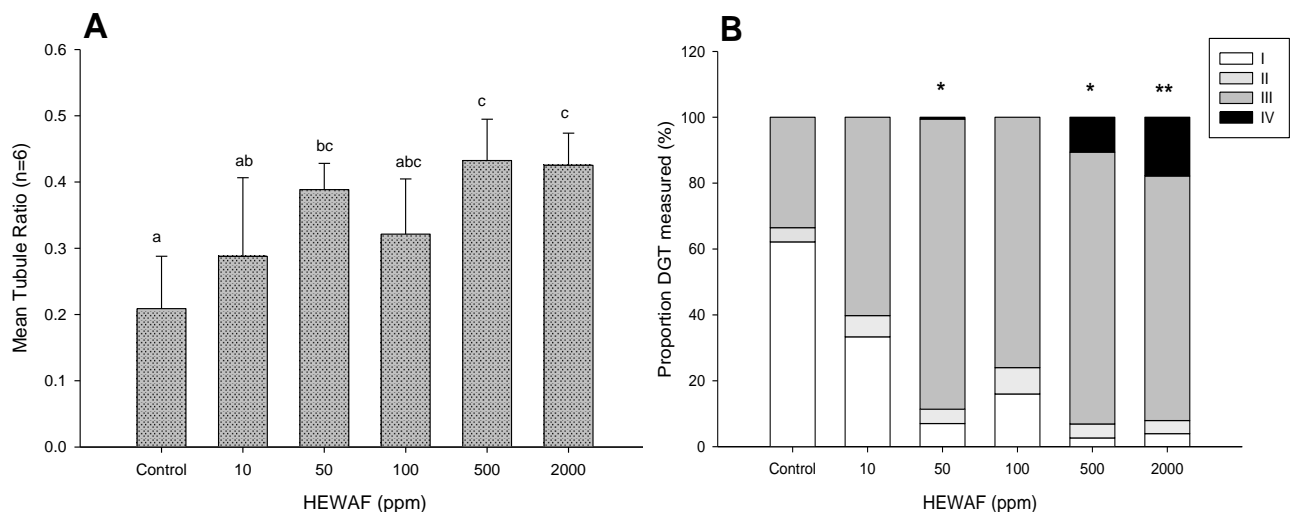 A
Mean Tubule Ratio (n=6)
0.6
0.5
0.4
0.3
0.2
0.1
0.0
a
ab
bc
abc
c
c
Control 10 50 100 500 2000
HEWAF (ppm)
B
Proportion DGT measured (%)
120
100
80
60
40
20
0
* * **
Control 10 50 100 500 2000
HEWAF (ppm)
I
II
III
IV